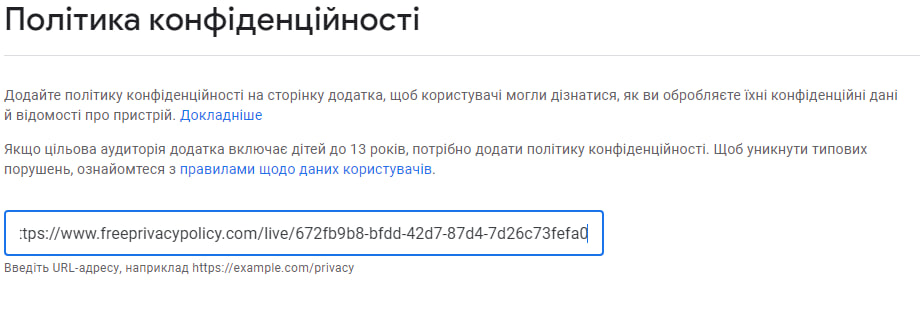 Політика конфіденційності
Додайте політику конфіденційності на сторінку додатка, щоб користувачі могли дізнатися, як ви обробляєте їхні конфіденційні дані
й відомості про пристрій. Докладніше
Якщо цільова аудиторія додатка включає дітей до 13 років, потрібно додати політику конфіденційності. Щоб уникнути типових
порушень, ознайомтеся з правилами щодо даних користувачів.
:tps://www.freeprivacypolicy.com/live/672fb9b8-bfdd-42d7-87d4-7d26c73fefa0
Введіть URL-адресу, наприклад https://example.com/privacy